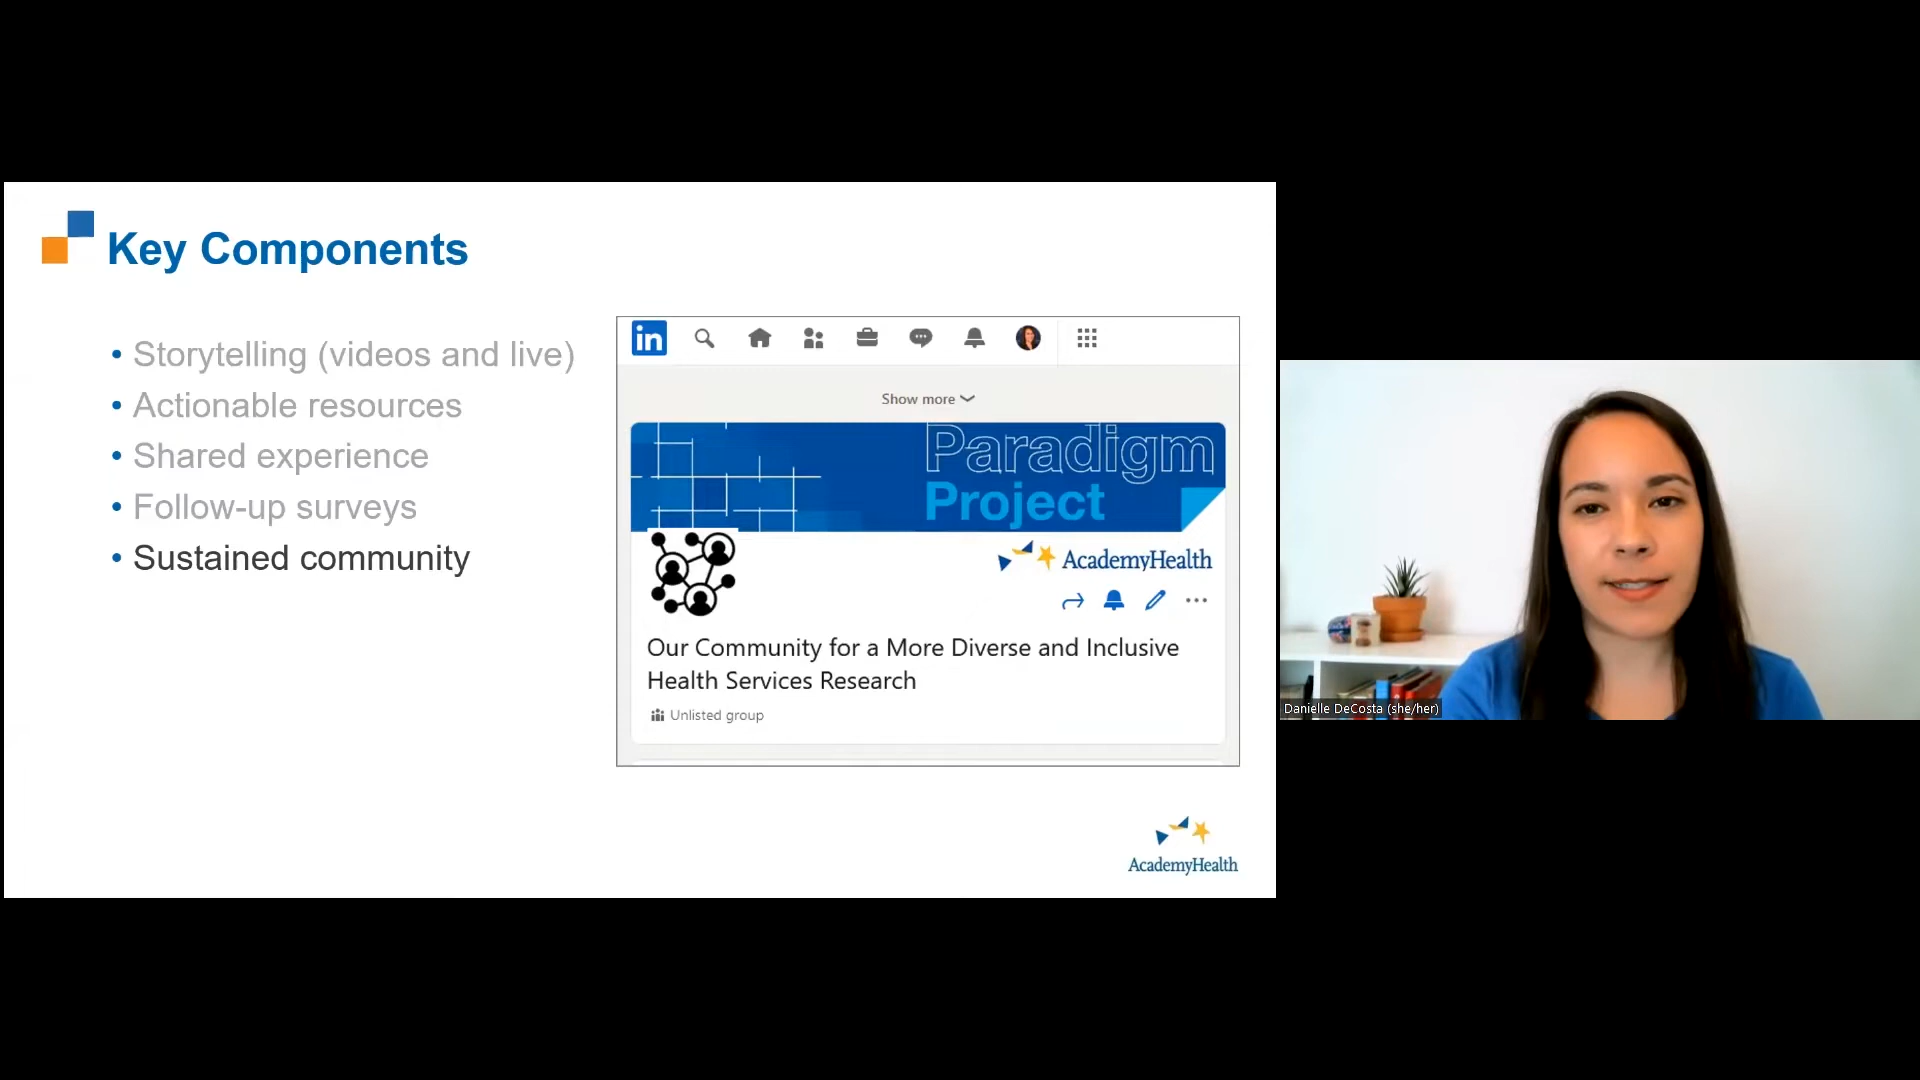 Key Components
• Storytelling (videos and live)
• Actionable resources
• Shared experience
• Follow-up surveys
• Sustained community
in
Show more
Paradigm
Project
AcademyHealth
Our Community for a More Diverse and Inclusive
Health Services Research
Unlisted group
AcademyHealth
Danielle DeCosta (she/her)